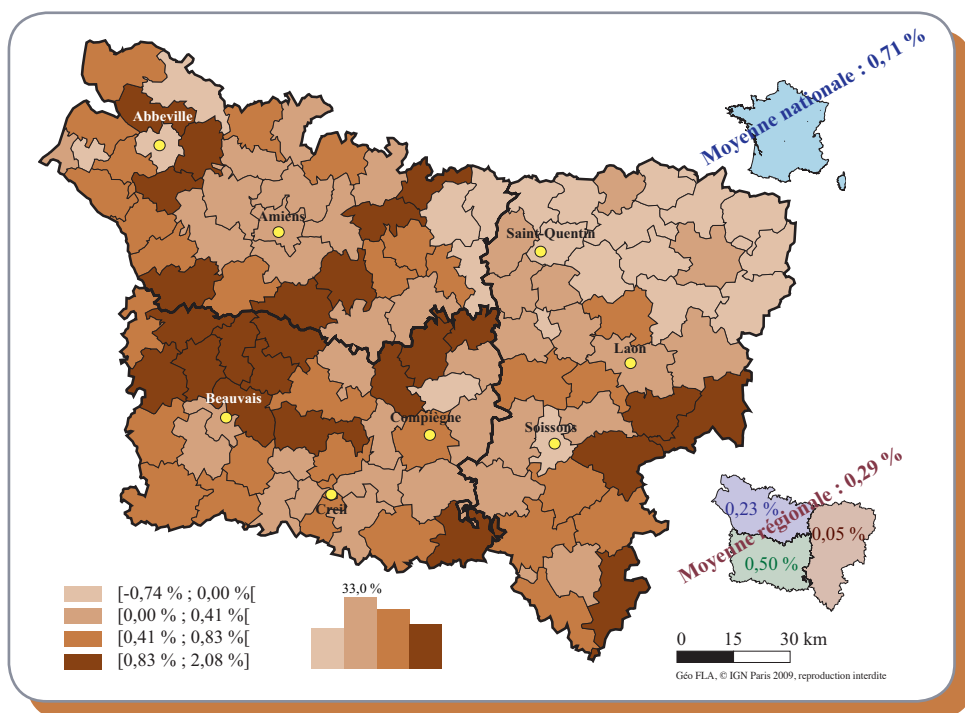 Moyenne nationale : 0,71 %
Abbeville
Amiens
Saint-Quentin
Laon
Beauvais
Compiègne
Soissons
Creil
Moyenne régionale : 0,29 %
0,23 %
0,05 %
0,50 %
[-0,74 % ; 0,00 %[
[0,00 % ; 0,41 %[
[0,41 % ; 0,83 %[
[0,83 % ; 2,08 %]
33,0 %
0 15 30 km
Géo FLA, © IGN Paris 2009, reproduction interdite